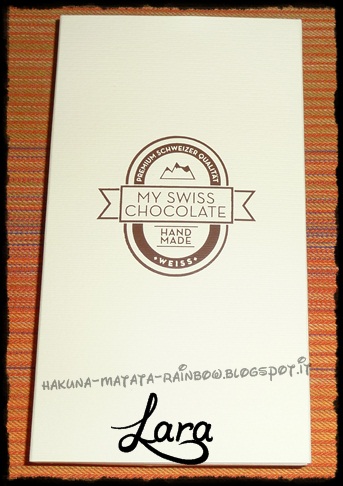 PREMIUM SCHWEIZER QUALITÄT
MY SWISS
CHOCOLATE
HAND
MADE
• WEISS •
HAKUNA-MATATA-RAINBOW.BLOGSPOT.IT
Lara